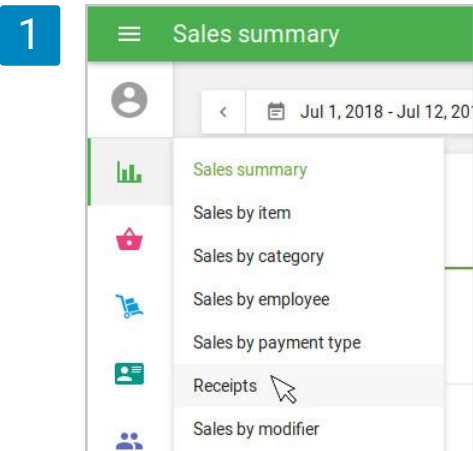 1
Sales summary
Jul 1, 2018 - Jul 12, 201
Sales summary
Sales by item
Sales by category
Sales by employee
Sales by payment type
Receipts
Sales by modifier